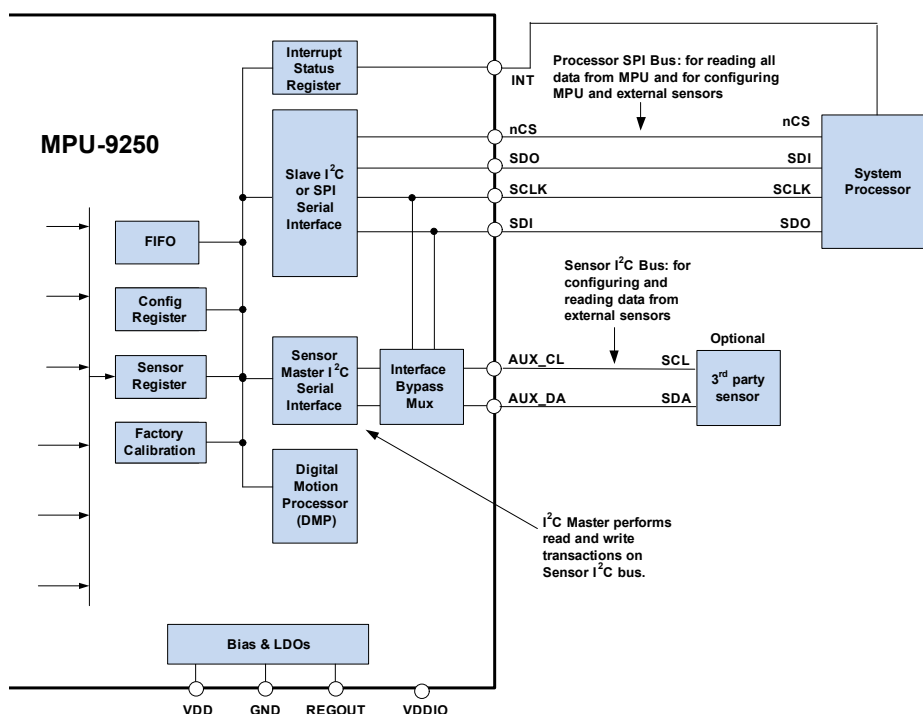 Interrupt
Status
Register
INT
Processor SPI Bus: for reading all
data from MPU and for configuring
MPU and external sensors
MPU-9250
Slave I²C
or SPI
Serial
Interface
nCS
nCS
SDO
SDI
SCLK
SCLK
SDI
SDO
System
Processor
FIFO
Config
Register
Sensor
Register
Factory
Calibration
Sensor
Master I²C
Serial
Interface
Interface
Bypass
Mux
Digital
Motion
Processor
(DMP)
Sensor I²C Bus: for
configuring and
reading data from
external sensors
AUX_CL
SCL
AUX_DA
SDA
Optional
3rd party
sensor
I²C Master performs
read and write
transactions on
Sensor I²C bus.
Bias & LDOs
VDD
GND
REGOUT
VDDIO